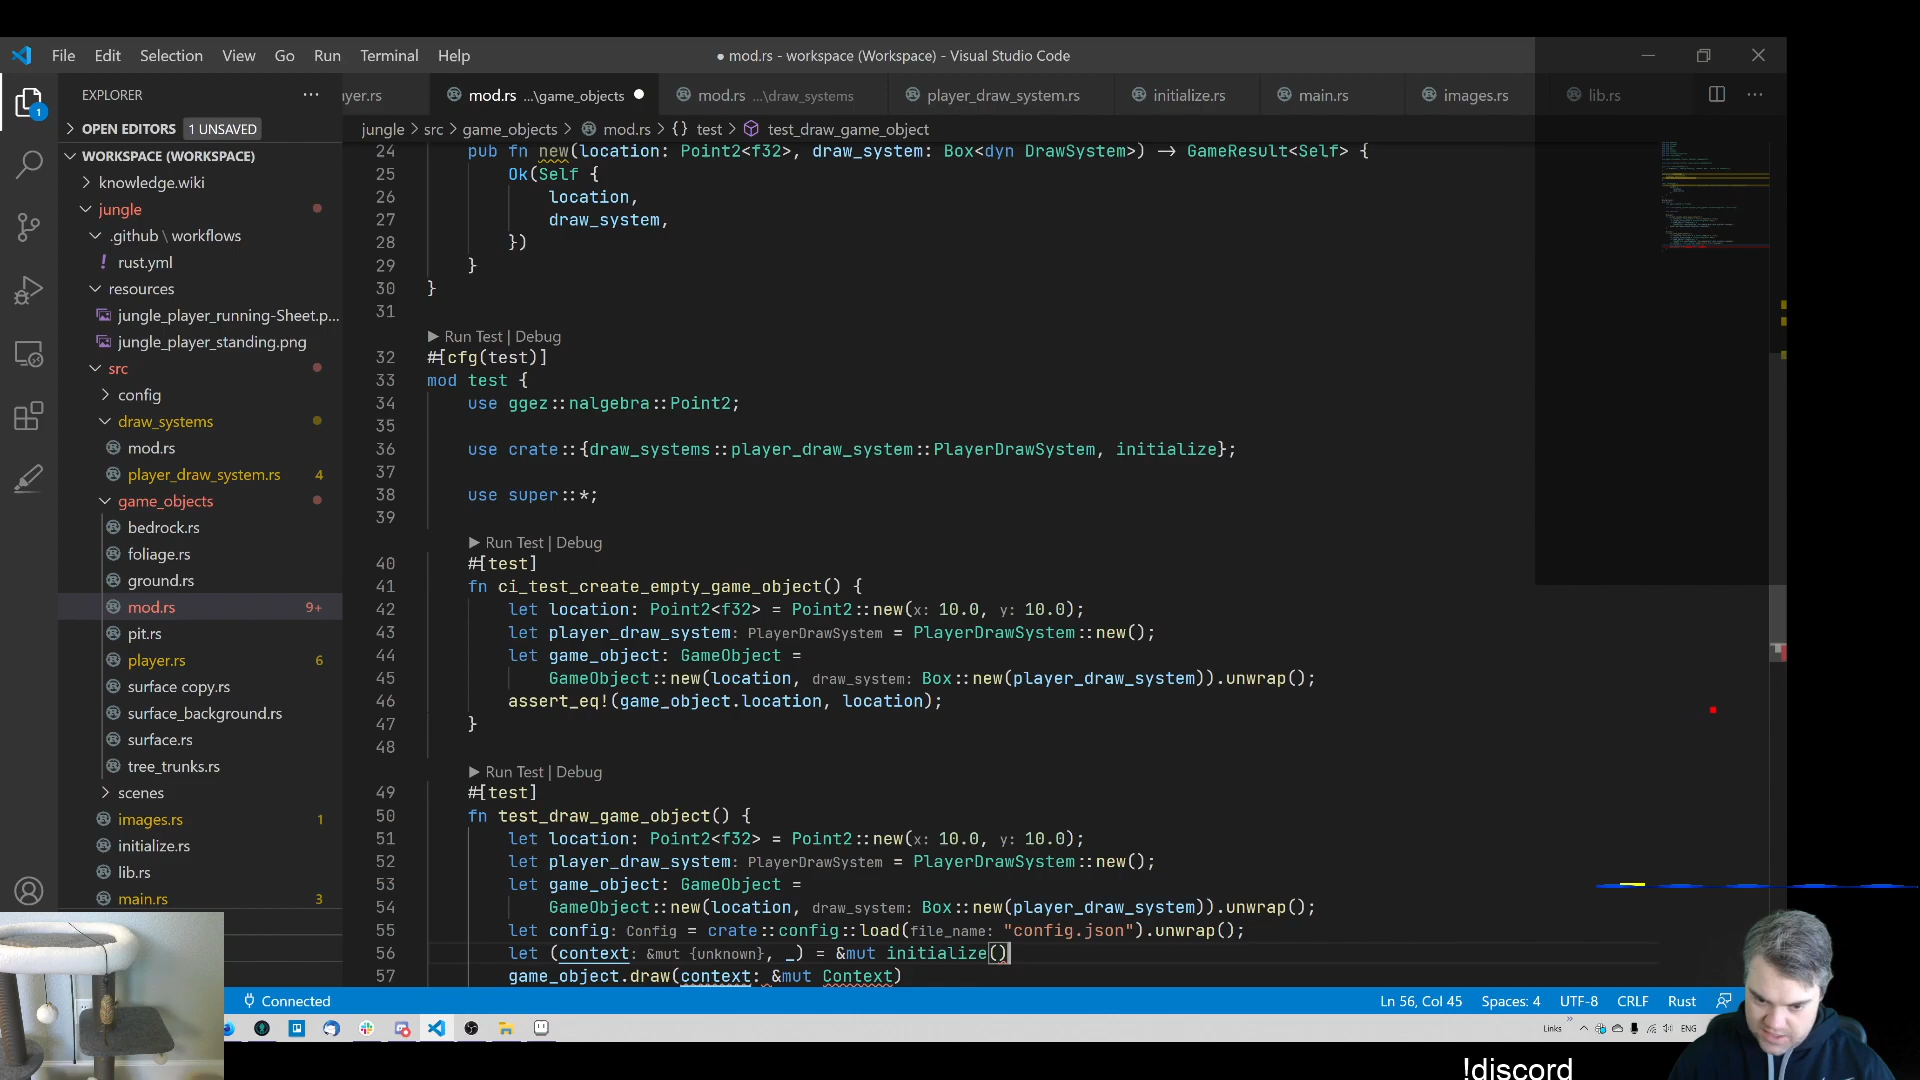 File Edit Selection View Go Run Terminal Help
● mod.rs - workspace (Workspace) - Visual Studio Code
EXPLORER
yer.rs
mod.rs ...\game_objects
mod.rs ...\draw_systems
player_draw_system.rs
initialize.rs
main.rs
images.rs
lib.rs
OPEN EDITORS 1 UNSAVED
jungle > src > game_objects > mod.rs > {} test > test_draw_game_object
WORKSPACE (WORKSPACE)
knowledge.wiki
jungle
.github \ workflows
rust.yml
resources
jungle_player_running-Sheet.p...
jungle_player_standing.png
src
config
draw_systems
mod.rs
player_draw_system.rs 4
game_objects
bedrock.rs
foliage.rs
ground.rs
mod.rs 9+
pit.rs
player.rs 6
surface copy.rs
surface_background.rs
surface.rs
tree_trunks.rs
scenes
images.rs 1
initialize.rs
lib.rs
main.rs 3
24 pub fn new(location: Point2<f32>, draw_system: Box<dyn DrawSystem>) -> GameResult<Self> {
25 Ok(Self {
26 location,
27 draw_system,
28 })
29 }
30 }
31
▶ Run Test | Debug
32 #[cfg(test)]
33 mod test {
34 use ggez::nalgebra::Point2;
35
36 use crate::{draw_systems::player_draw_system::PlayerDrawSystem, initialize};
37
38 use super::*;
39
▶ Run Test | Debug
40 #[test]
41 fn ci_test_create_empty_game_object() {
42 let location: Point2<f32> = Point2::new(x: 10.0, y: 10.0);
43 let player_draw_system: PlayerDrawSystem = PlayerDrawSystem::new();
44 let game_object: GameObject =
45 GameObject::new(location, draw_system: Box::new(player_draw_system)).unwrap();
46 assert_eq!(game_object.location, location);
47 }
48
▶ Run Test | Debug
49 #[test]
50 fn test_draw_game_object() {
51 let location: Point2<f32> = Point2::new(x: 10.0, y: 10.0);
52 let player_draw_system: PlayerDrawSystem = PlayerDrawSystem::new();
53 let game_object: GameObject =
54 GameObject::new(location, draw_system: Box::new(player_draw_system)).unwrap();
55 let config: Config = crate::config::load(file_name: "config.json").unwrap();
56 let (context: &mut {unknown}, _) = &mut initialize()
57 game_object.draw(context: &mut Context)
Connected
Ln 56, Col 45 Spaces: 4 UTF-8 CRLF Rust
Links ENG
!discord